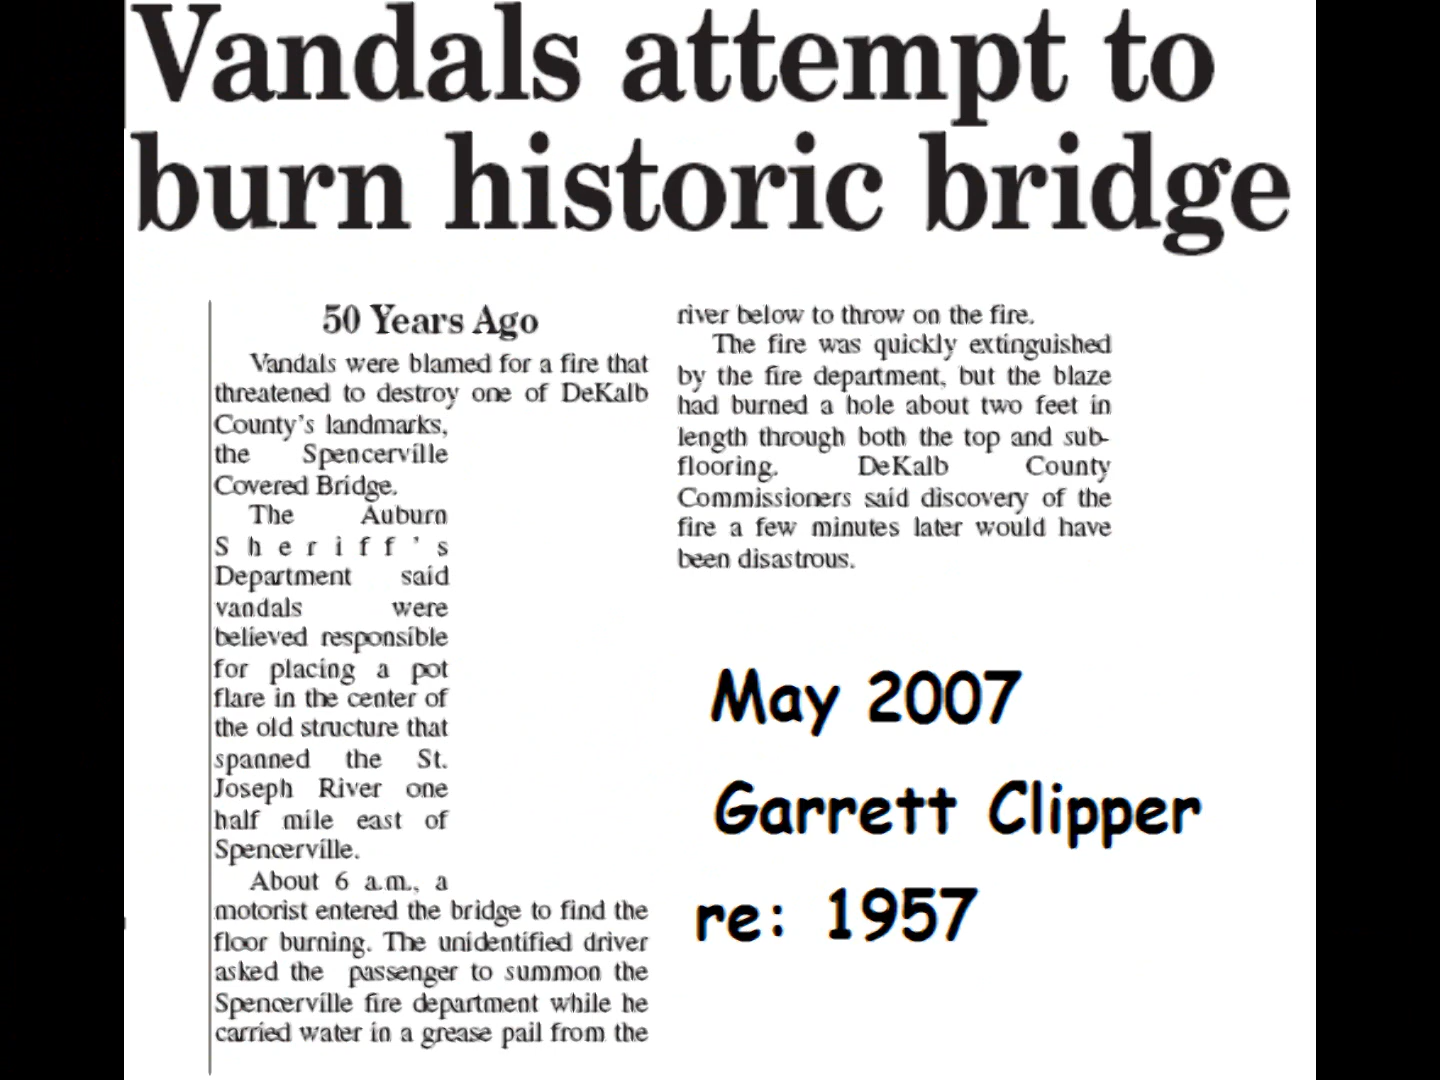 Vandals attempt to
burn historic bridge
50 Years Ago
Vandals were blamed for a fire that
threatened to destroy one of DeKalb
County's landmarks,
the Spencerville
Covered Bridge.
The Auburn
Sheriff's
Department said
vandals were
believed responsible
for placing a pot
flare in the center of
the old structure that
spanned the St.
Joseph River one
half mile east of
Spencerville.
About 6 a.m., a
motorist entered the bridge to find the
floor burning. The unidentified driver
asked the passenger to summon the
Spencerville fire department while he
carried water in a grease pail from the
river below to throw on the fire.
The fire was quickly extinguished
by the fire department, but the blaze
had burned a hole about two feet in
length through both the top and sub-
flooring. DeKalb County
Commissioners said discovery of the
fire a few minutes later would have
been disastrous.
May 2007
Garrett Clipper
re: 1957